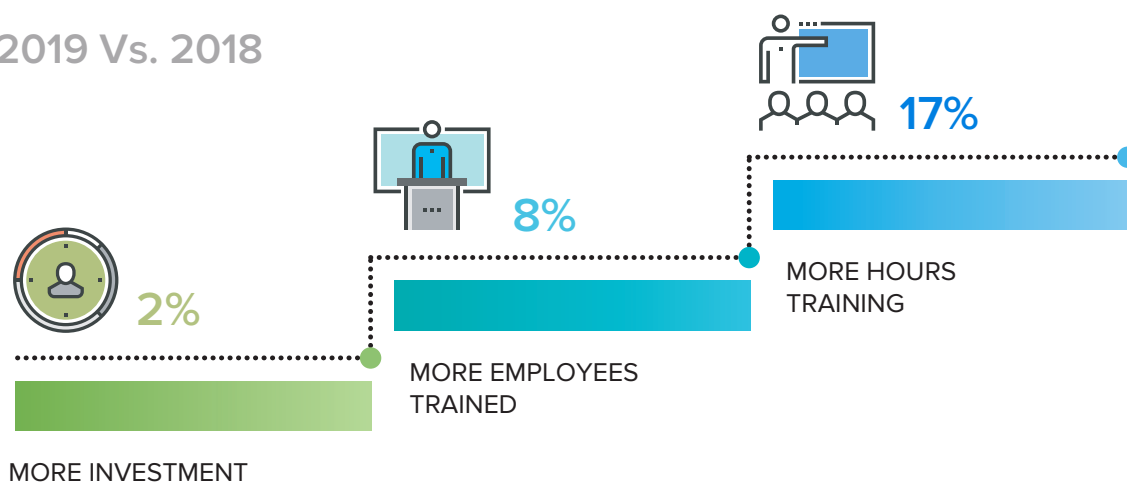 2019 Vs. 2018
17%
8%
2%
MORE HOURS
TRAINING
MORE EMPLOYEES
TRAINED
MORE INVESTMENT